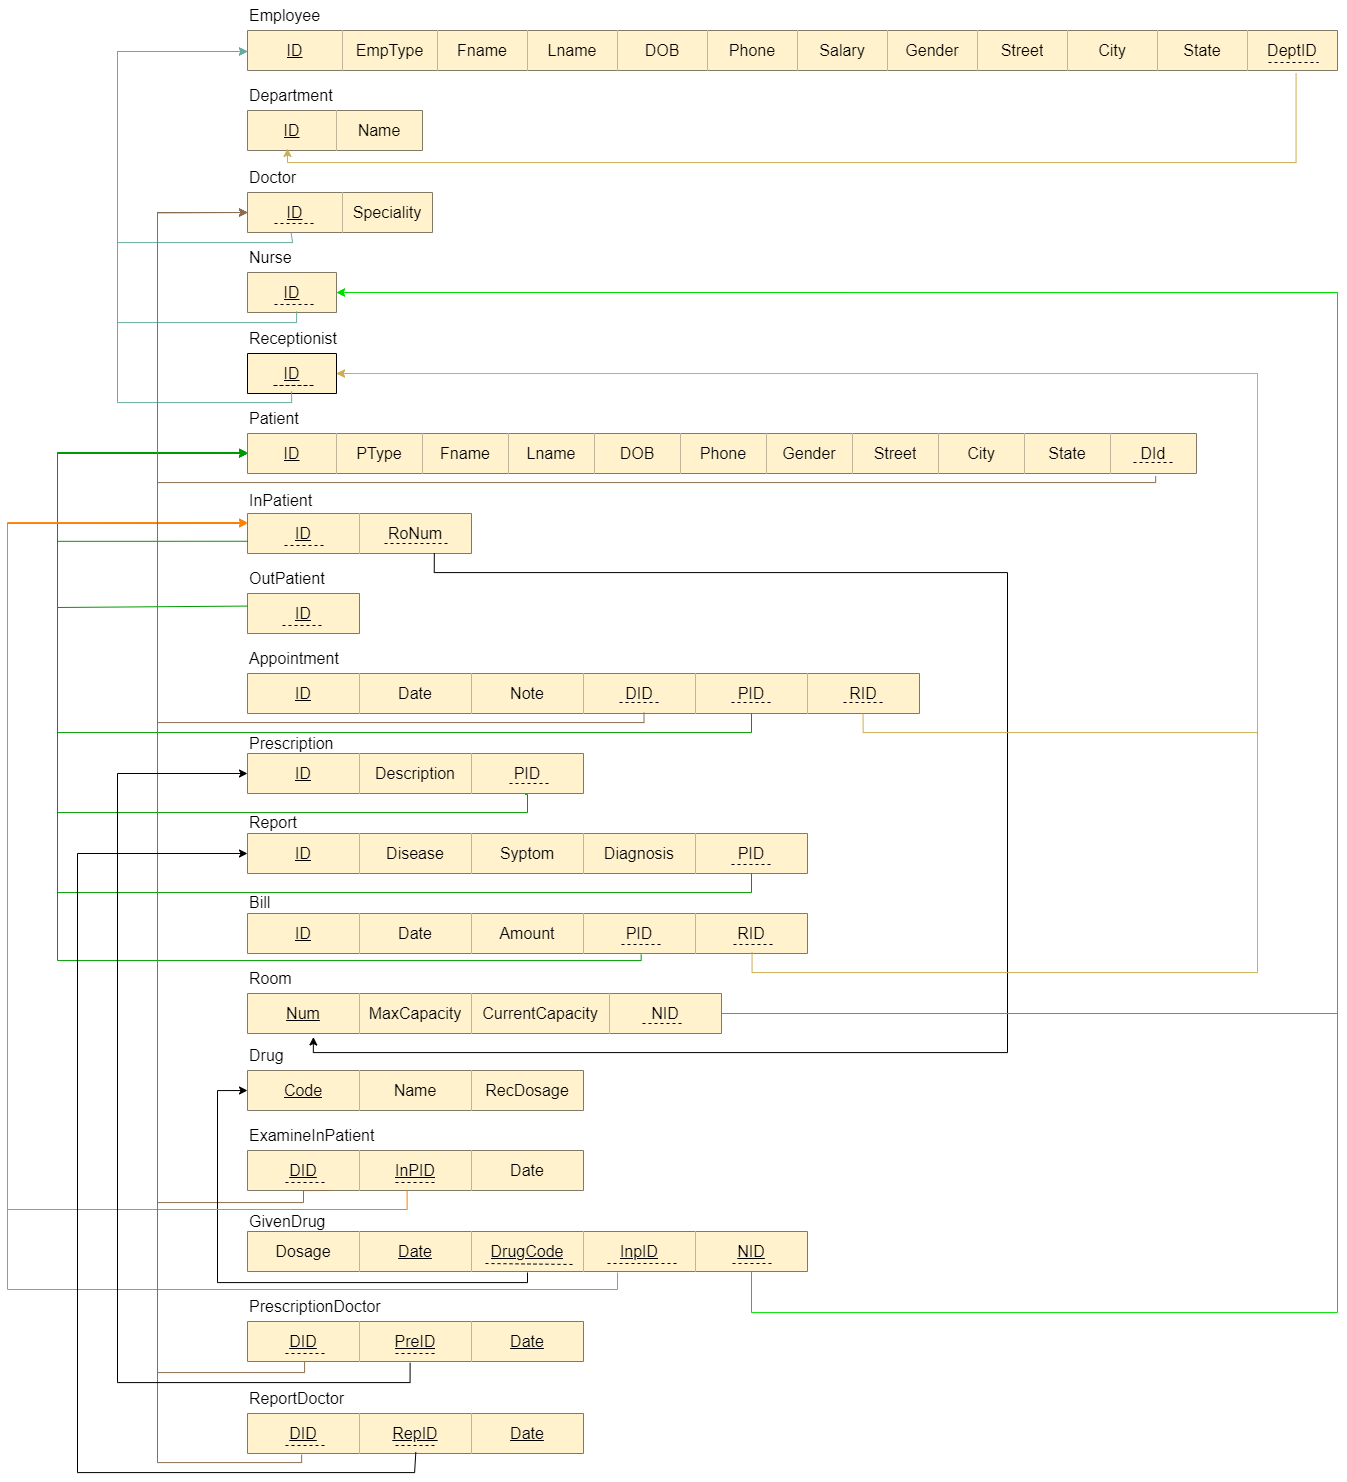 Employee
ID EmpType Fname Lname DOB Phone Salary Gender Street City State DeptID
Department
ID Name
Doctor
ID Speciality
Nurse
ID
Receptionist
ID
Patient
ID PType Fname Lname DOB Phone Gender Street City State DId
InPatient
ID RoNum
OutPatient
ID
Appointment
ID Date Note DID PID RID
Prescription
ID Description PID
Report
ID Disease Syptom Diagnosis PID
Bill
ID Date Amount PID RID
Room
Num MaxCapacity CurrentCapacity NID
Drug
Code Name RecDosage
ExamineInPatient
DID InPID Date
GivenDrug
Dosage Date DrugCode InpID NID
PrescriptionDoctor
DID PreID Date
ReportDoctor
DID RepID Date